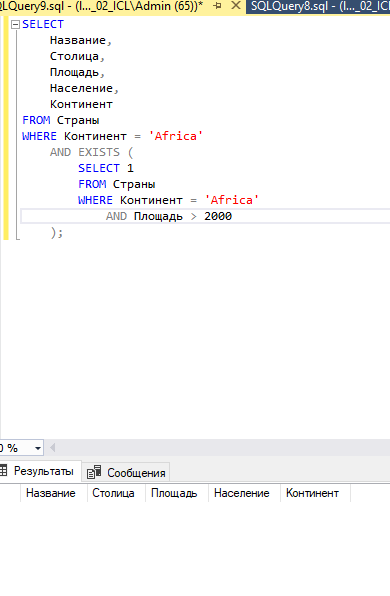 LQuery9.sql - (I..._02_ICL\Admin (65))*
SQLQuery8.sql - (I..._02_ICL
SELECT
Название,
Столица,
Площадь,
Население,
Континент
FROM Страны
WHERE Континент = 'Africa'
AND EXISTS (
SELECT 1
FROM Страны
WHERE Континент = 'Africa'
AND Площадь > 2000
);
0 %
Результаты
Сообщения
Название Столица Площадь Население Континент